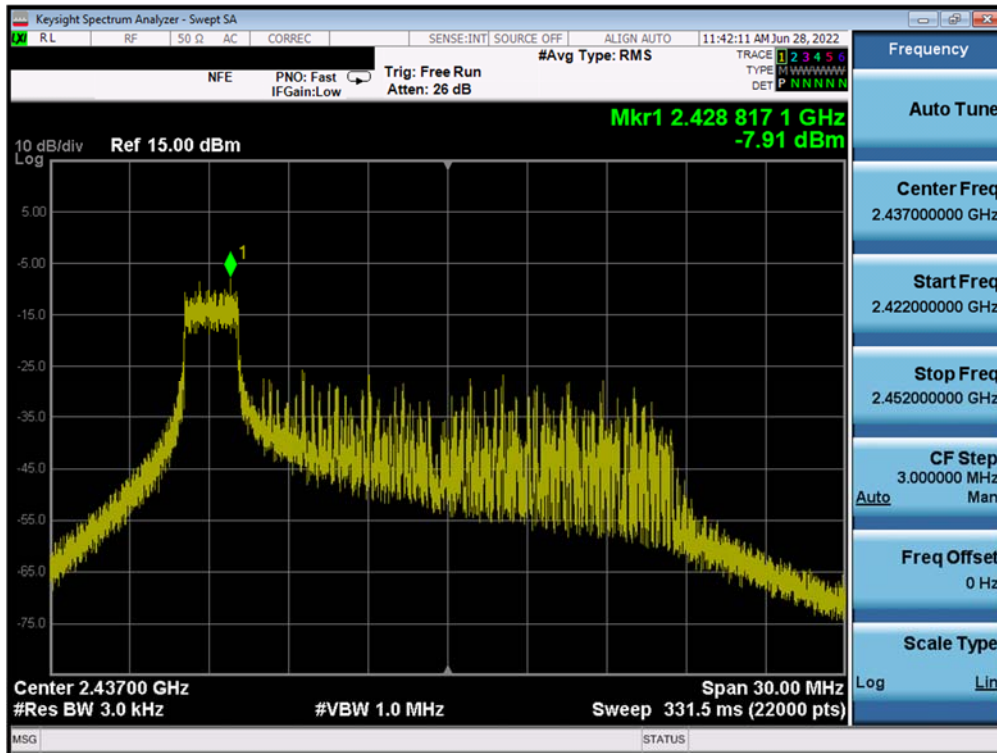 Keysight Spectrum Analyzer - Swept SA
LXI RL RF 50 Ω AC CORREC SENSE:INT SOURCE OFF ALIGN AUTO 11:42:11 AM Jun 28, 2022
NFE PNO: Fast Trig: Free Run #Avg Type: RMS TRACE 1 2 3 4 5 6
IFGain:Low Atten: 26 dB TYPE M WWWWW
DET P N N N N N
Frequency
Mkr1 2.428 817 1 GHz
-7.91 dBm
10 dB/div Ref 15.00 dBm
Log
1
5.00
-5.00
-15.0
-25.0
-35.0
-45.0
-55.0
-65.0
-75.0
Center 2.43700 GHz Span 30.00 MHz
#Res BW 3.0 kHz #VBW 1.0 MHz Sweep 331.5 ms (22000 pts)
Auto Tune
Center Freq
2.437000000 GHz
Start Freq
2.422000000 GHz
Stop Freq
2.452000000 GHz
CF Step
3.000000 MHz
Auto Man
Freq Offset
0 Hz
Scale Type
Log Lin
MSG STATUS